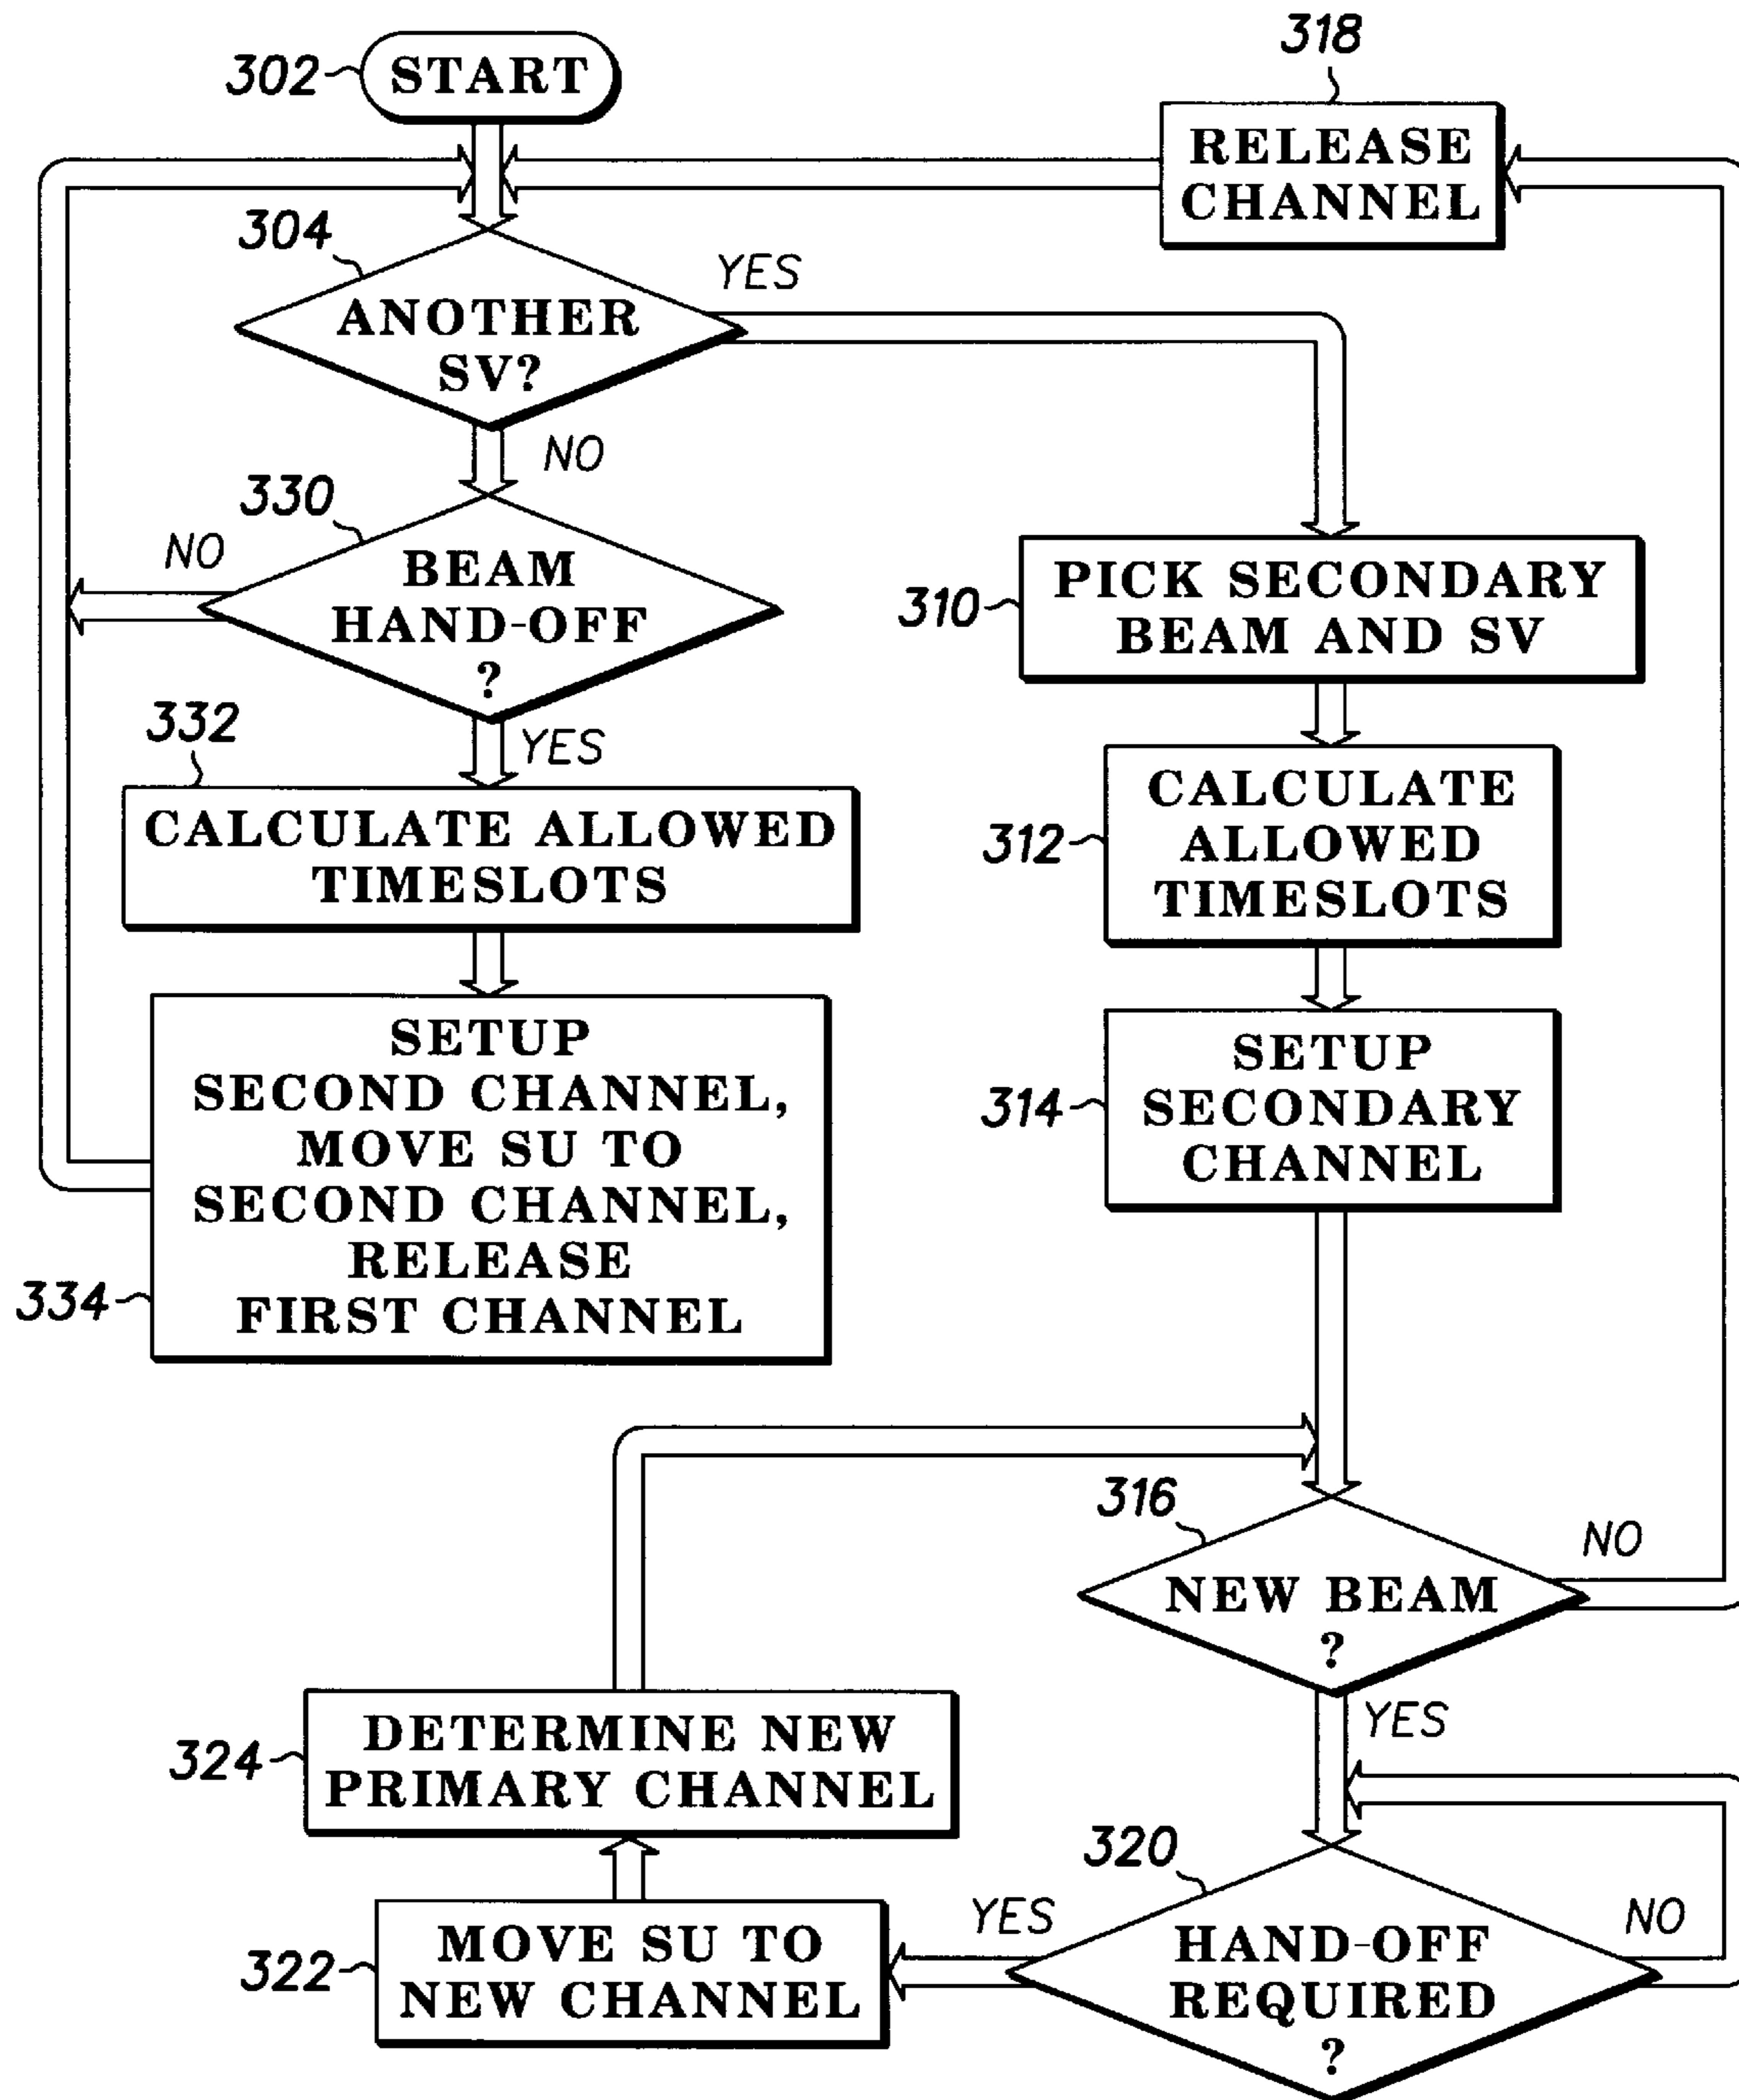 302
START
318
RELEASE
CHANNEL
304
ANOTHER
SV?
YES
NO
330
BEAM
HAND-OFF
?
NO
YES
310
PICK SECONDARY
BEAM AND SV
332
CALCULATE ALLOWED
TIMESLOTS
312
CALCULATE
ALLOWED
TIMESLOTS
334
SETUP
SECOND CHANNEL,
MOVE SU TO
SECOND CHANNEL,
RELEASE
FIRST CHANNEL
314
SETUP
SECONDARY
CHANNEL
316
NEW BEAM
?
NO
YES
324
DETERMINE NEW
PRIMARY CHANNEL
320
HAND-OFF
REQUIRED
?
YES
NO
322
MOVE SU TO
NEW CHANNEL